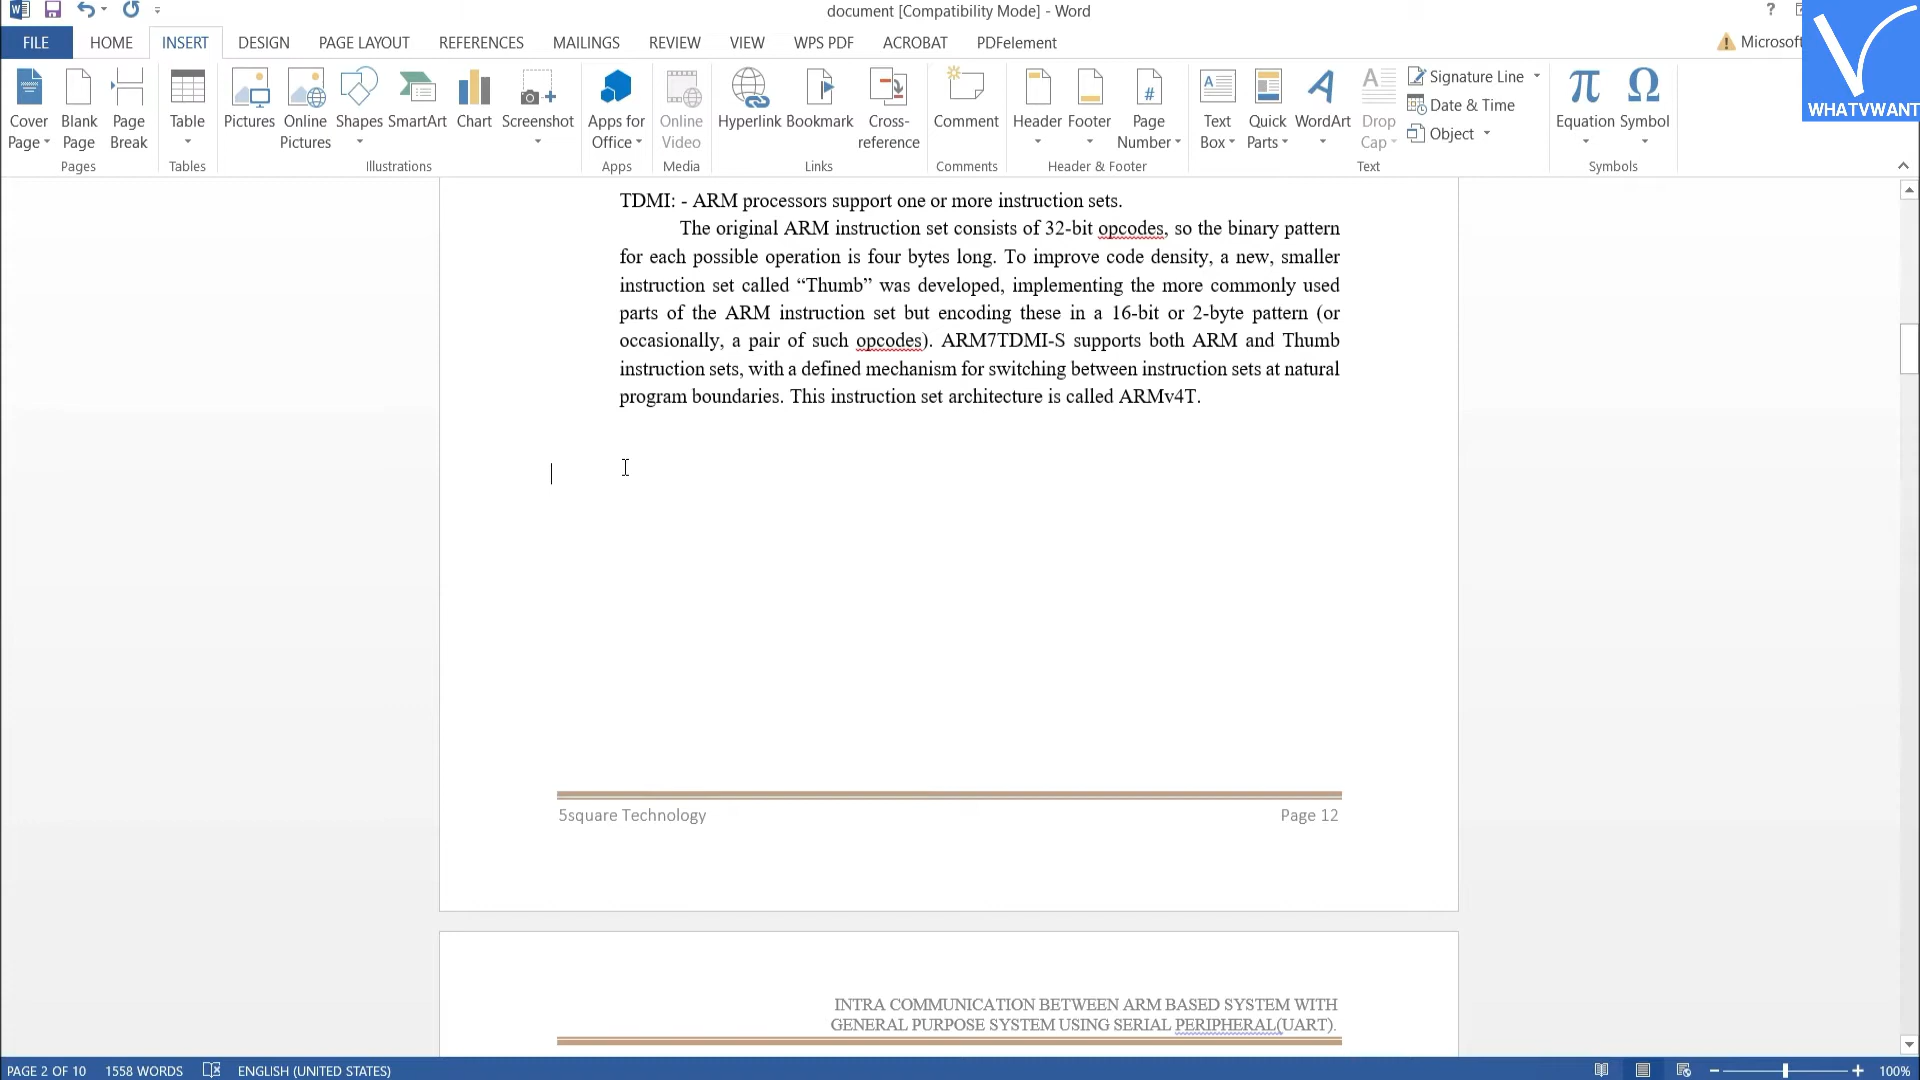 document [Compatibility Mode] - Word
?
FILE HOME INSERT DESIGN PAGE LAYOUT REFERENCES MAILINGS REVIEW VIEW WPS PDF ACROBAT PDFelement
Microsoft
WHATVWANT
Cover Page
Blank Page
Page Break
Table
Pictures
Online Pictures
Shapes
SmartArt
Chart
Screenshot
Apps for Office
Online Video
Hyperlink
Bookmark
Cross-reference
Comment
Header
Footer
Page Number
Text Box
Quick Parts
WordArt
Drop Cap
Signature Line
Date & Time
Object
π Equation
Ω Symbol
Pages Tables Illustrations Apps Media Links Comments Header & Footer Text Symbols
TDMI: - ARM processors support one or more instruction sets.
The original ARM instruction set consists of 32-bit opcodes, so the binary pattern
for each possible operation is four bytes long. To improve code density, a new, smaller
instruction set called “Thumb” was developed, implementing the more commonly used
parts of the ARM instruction set but encoding these in a 16-bit or 2-byte pattern (or
occasionally, a pair of such opcodes). ARM7TDMI-S supports both ARM and Thumb
instruction sets, with a defined mechanism for switching between instruction sets at natural
program boundaries. This instruction set architecture is called ARMv4T.
5square Technology Page 12
INTRA COMMUNICATION BETWEEN ARM BASED SYSTEM WITH
GENERAL PURPOSE SYSTEM USING SERIAL PERIPHERAL(UART).
PAGE 2 OF 10 1558 WORDS ENGLISH (UNITED STATES) 100%